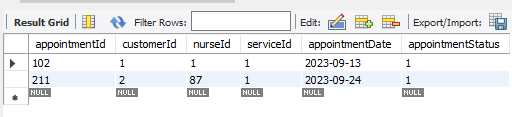 Result Grid Filter Rows: Edit: Export/Import:
appointmentId customerId nurseId serviceId appointmentDate appointmentStatus
102 1 1 1 2023-09-13 1
211 2 87 1 2023-09-24 1
NULL NULL NULL NULL NULL NULL